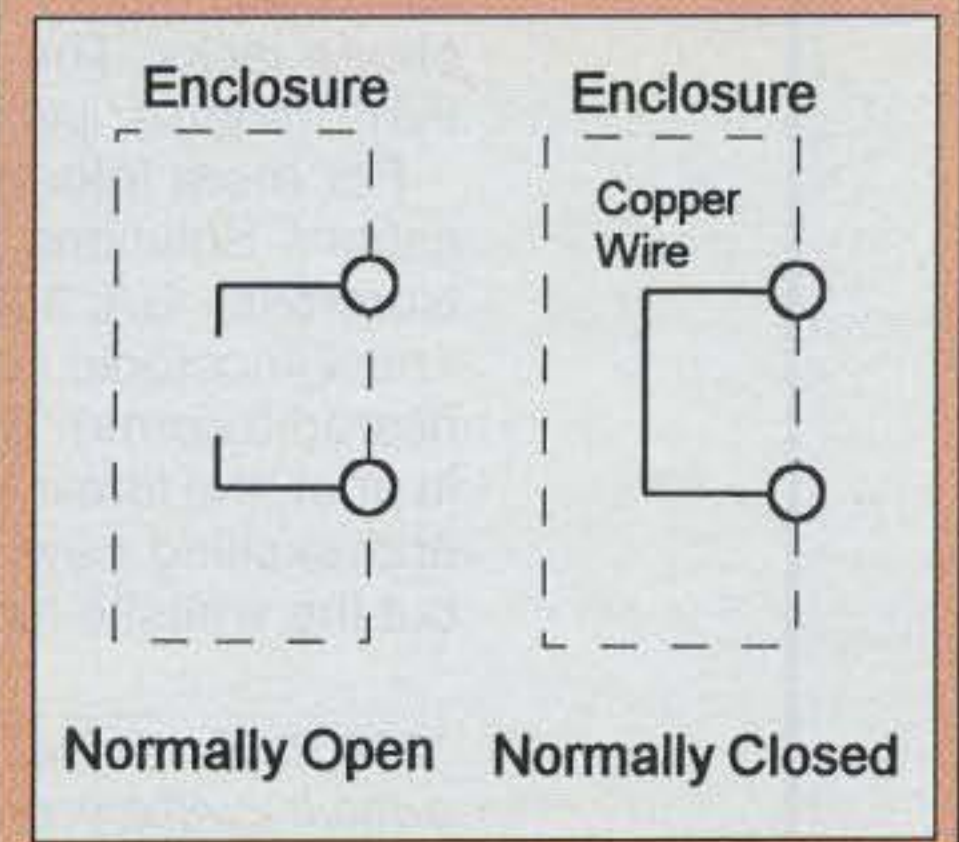 Enclosure
Enclosure
Copper
Wire
Normally Open
Normally Closed